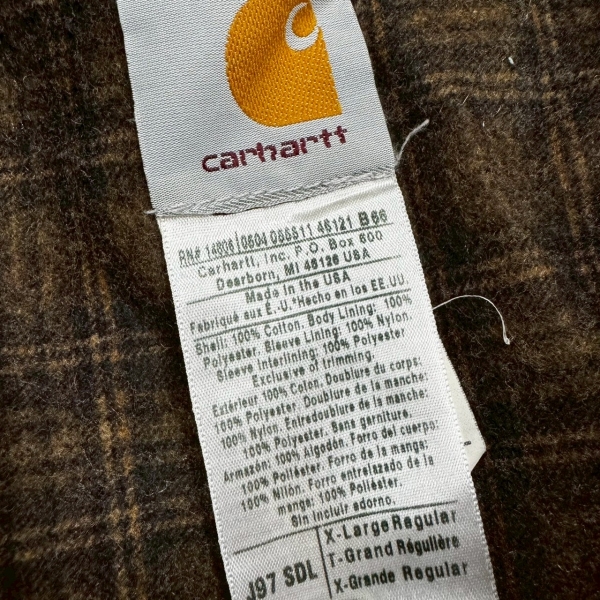 carhartt
RN# 14806 0604 066611 46121 B66
Carhartt, Inc. P.O. Box 600
Dearborn, MI 48126 USA
Made in the USA
Fabriqué aux É.U.*Hecho en los EE.UU.
Shell: 100% Cotton. Body Lining: 100%
Polyester. Sleeve Lining: 100% Nylon.
Sleeve Interlining: 100% Polyester
Exclusive of trimming.
Extérieur 100% Coton. Doublure du corps:
100% Polyester. Doublure de la manche:
100% Nylon. Entradoublure de la manche:
100% Polyester. Sans garniture.
Armazón: 100% Algodón. Forro del cuerpo:
100% Poliéster. Forro de la manga:
100% Nilón. Forro entrelazado de la
manga: 100% Poliéster.
Sin incluir adorno.
J97 SDL
X-Large Regular
T-Grand Régulière
X-Grande Regular